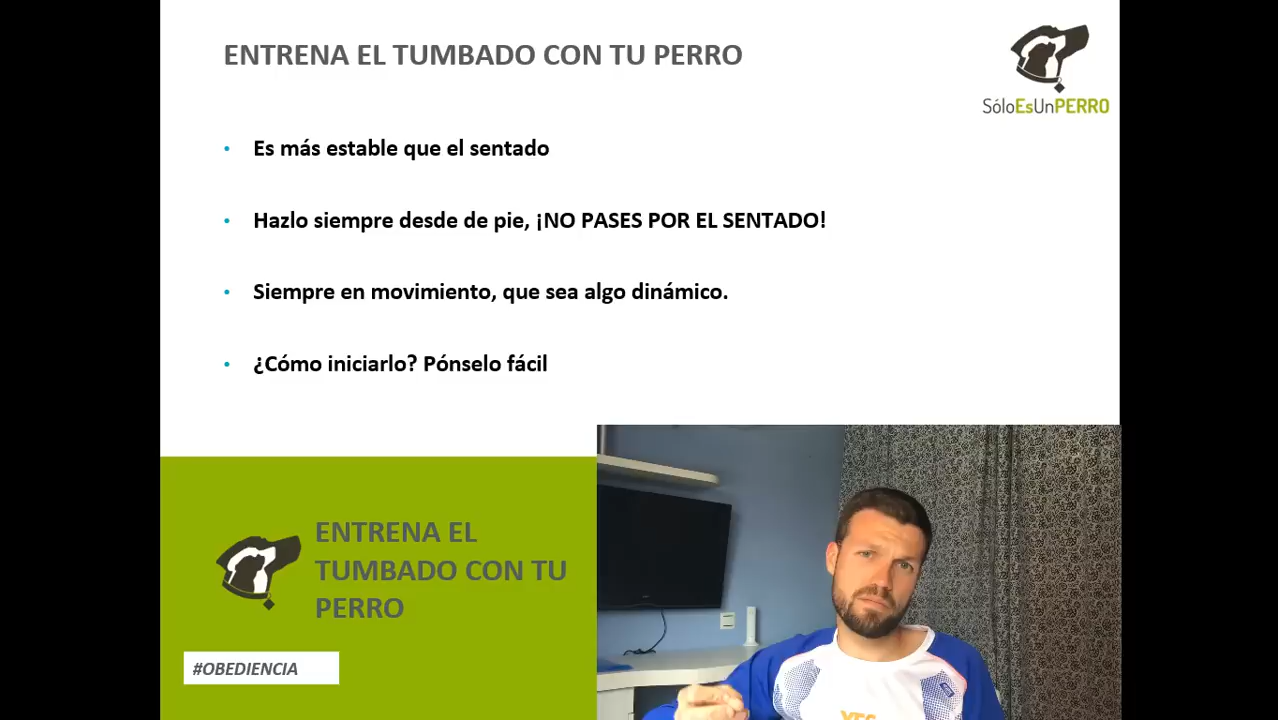 ENTRENA EL TUMBADO CON TU PERRO
SóloEsUnPERRO
• Es más estable que el sentado
• Hazlo siempre desde de pie, ¡NO PASES POR EL SENTADO!
• Siempre en movimiento, que sea algo dinámico.
• ¿Cómo iniciarlo? Pónselo fácil
ENTRENA EL
TUMBADO CON TU
PERRO
#OBEDIENCIA
YES